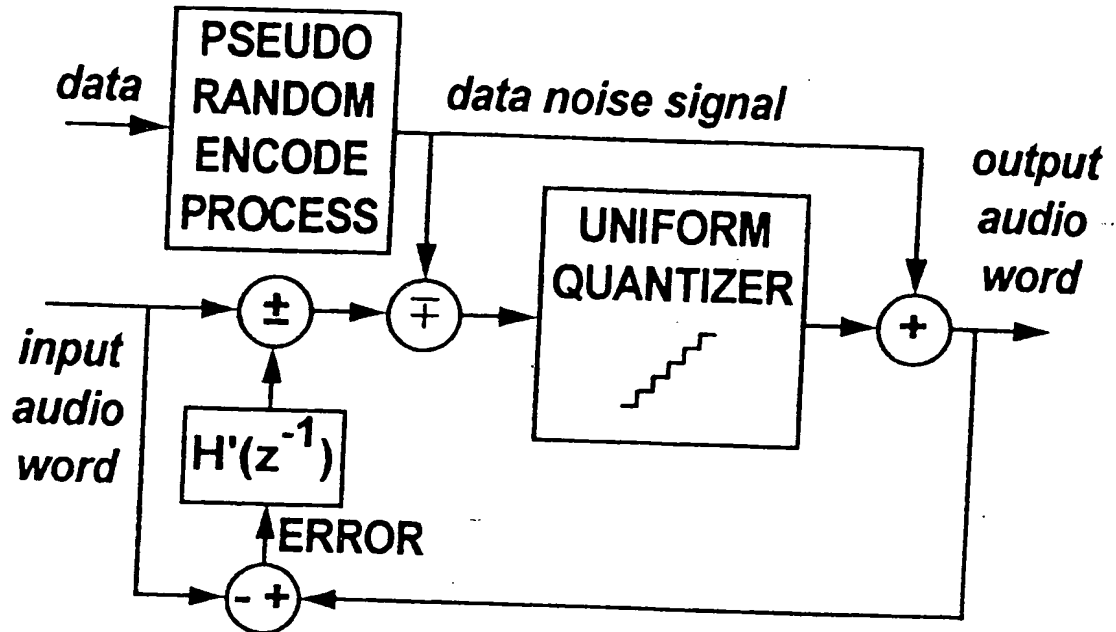 data
PSEUDO
RANDOM
ENCODE
PROCESS
data noise signal
output
audio
word
UNIFORM
QUANTIZER
±
∓
+
input
audio
word
H'(z⁻¹)
ERROR
- +